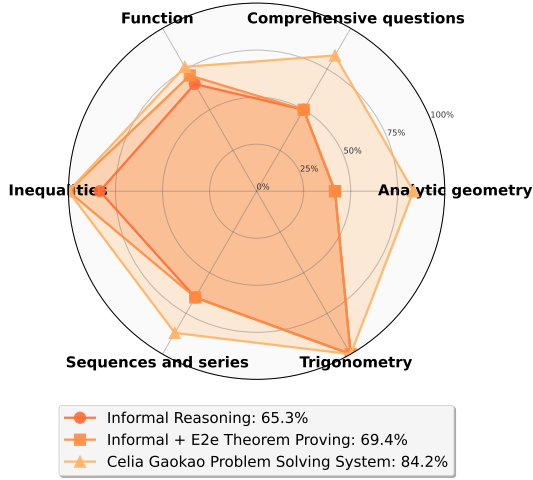 Function
Comprehensive questions
100%
75%
50%
25%
0%
Inequalities
Analytic geometry
Sequences and series
Trigonometry
Informal Reasoning: 65.3%
Informal + E2e Theorem Proving: 69.4%
Celia Gaokao Problem Solving System: 84.2%